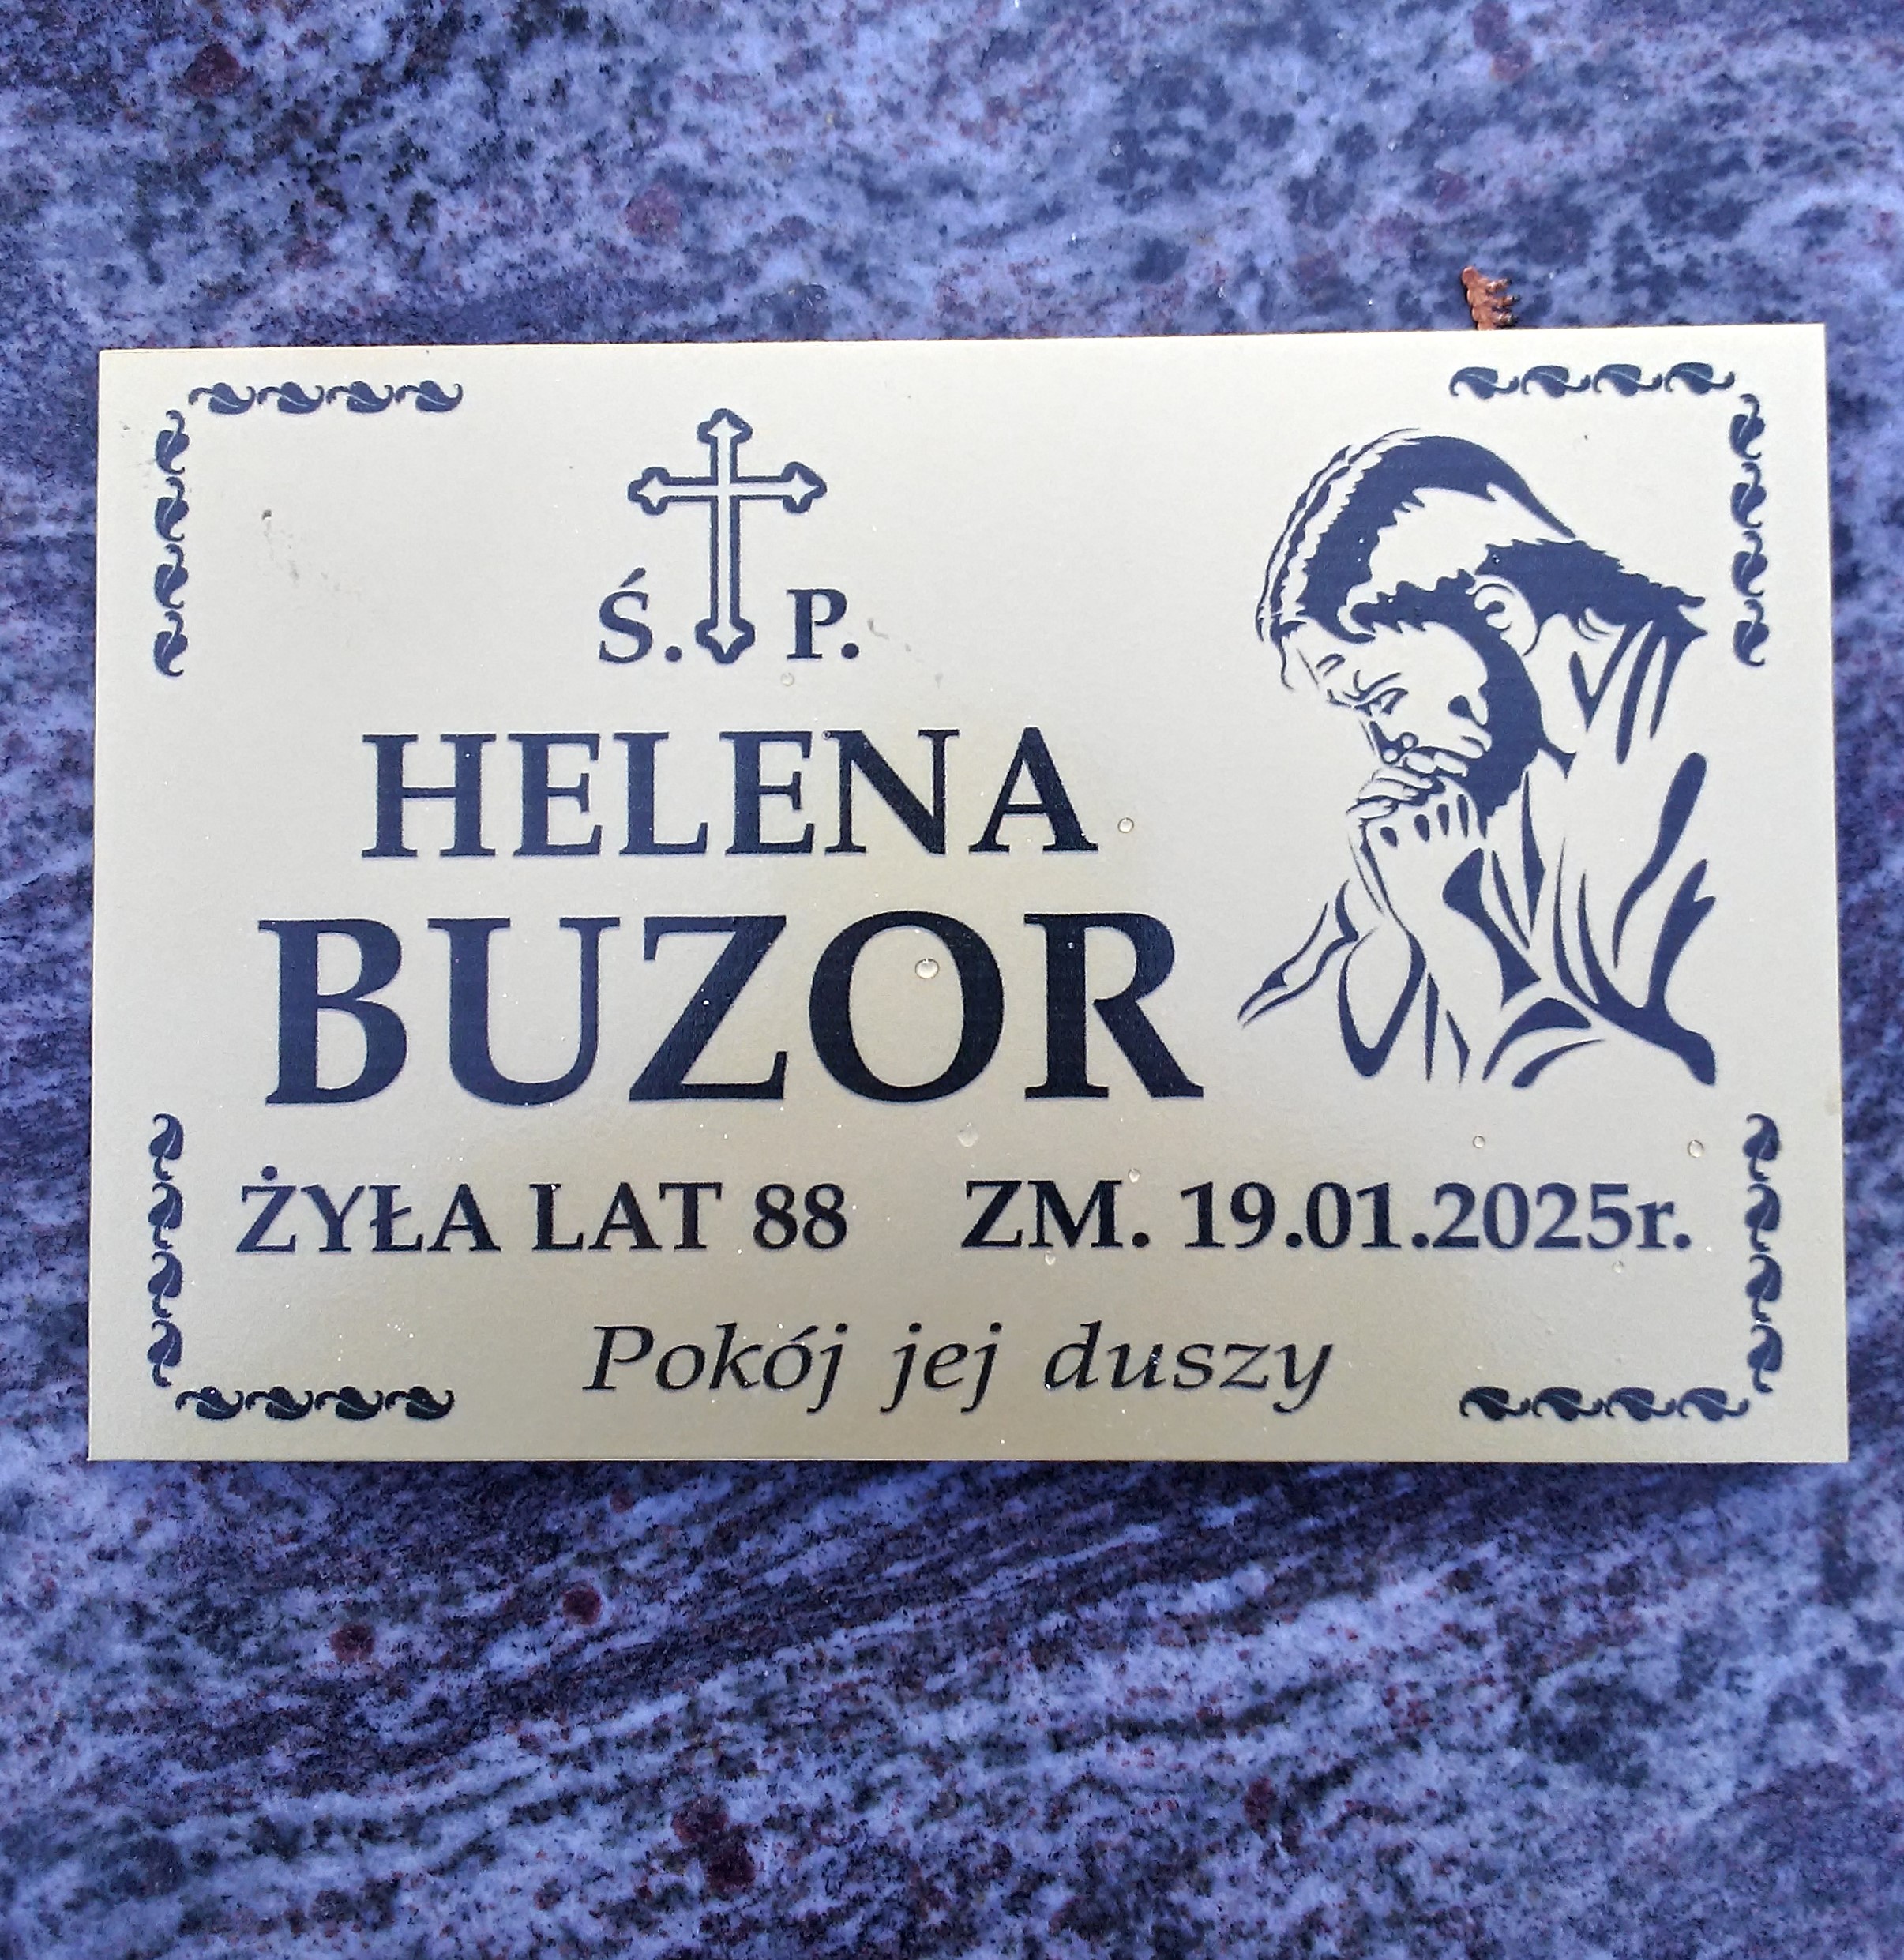 Ś. P.
HELENA
BUZOR
ŻYŁA LAT 88 ZM. 19.01.2025r.
Pokój jej duszy